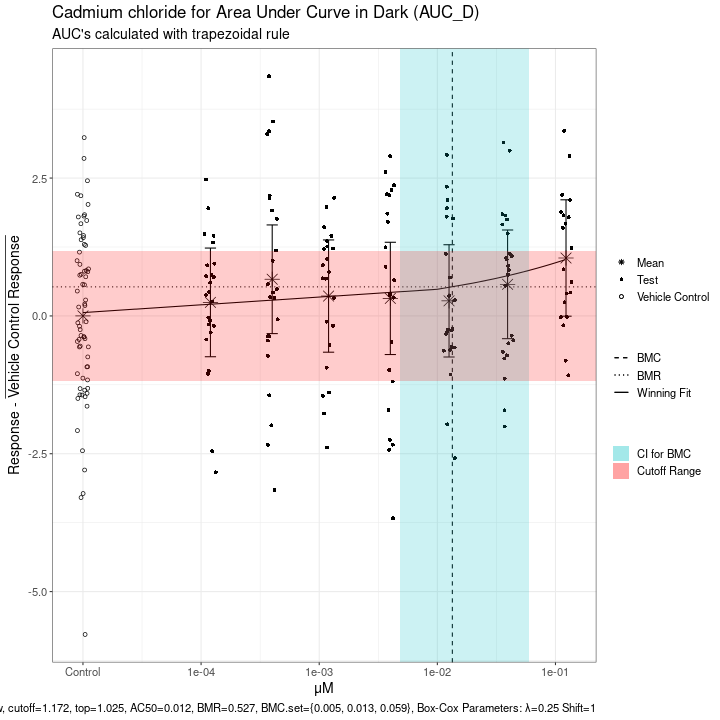 Cadmium chloride for Area Under Curve in Dark (AUC_D)
AUC's calculated with trapezoidal rule
Response - Vehicle Control Response
2.5
0.0
-2.5
-5.0
Control
1e-04
1e-03
1e-02
1e-01
µM
Mean
Test
Vehicle Control
BMC
BMR
Winning Fit
CI for BMC
Cutoff Range
cutoff=1.172, top=1.025, AC50=0.012, BMR=0.527, BMC.set={0.005, 0.013, 0.059}, Box-Cox Parameters: λ=0.25 Shift=1